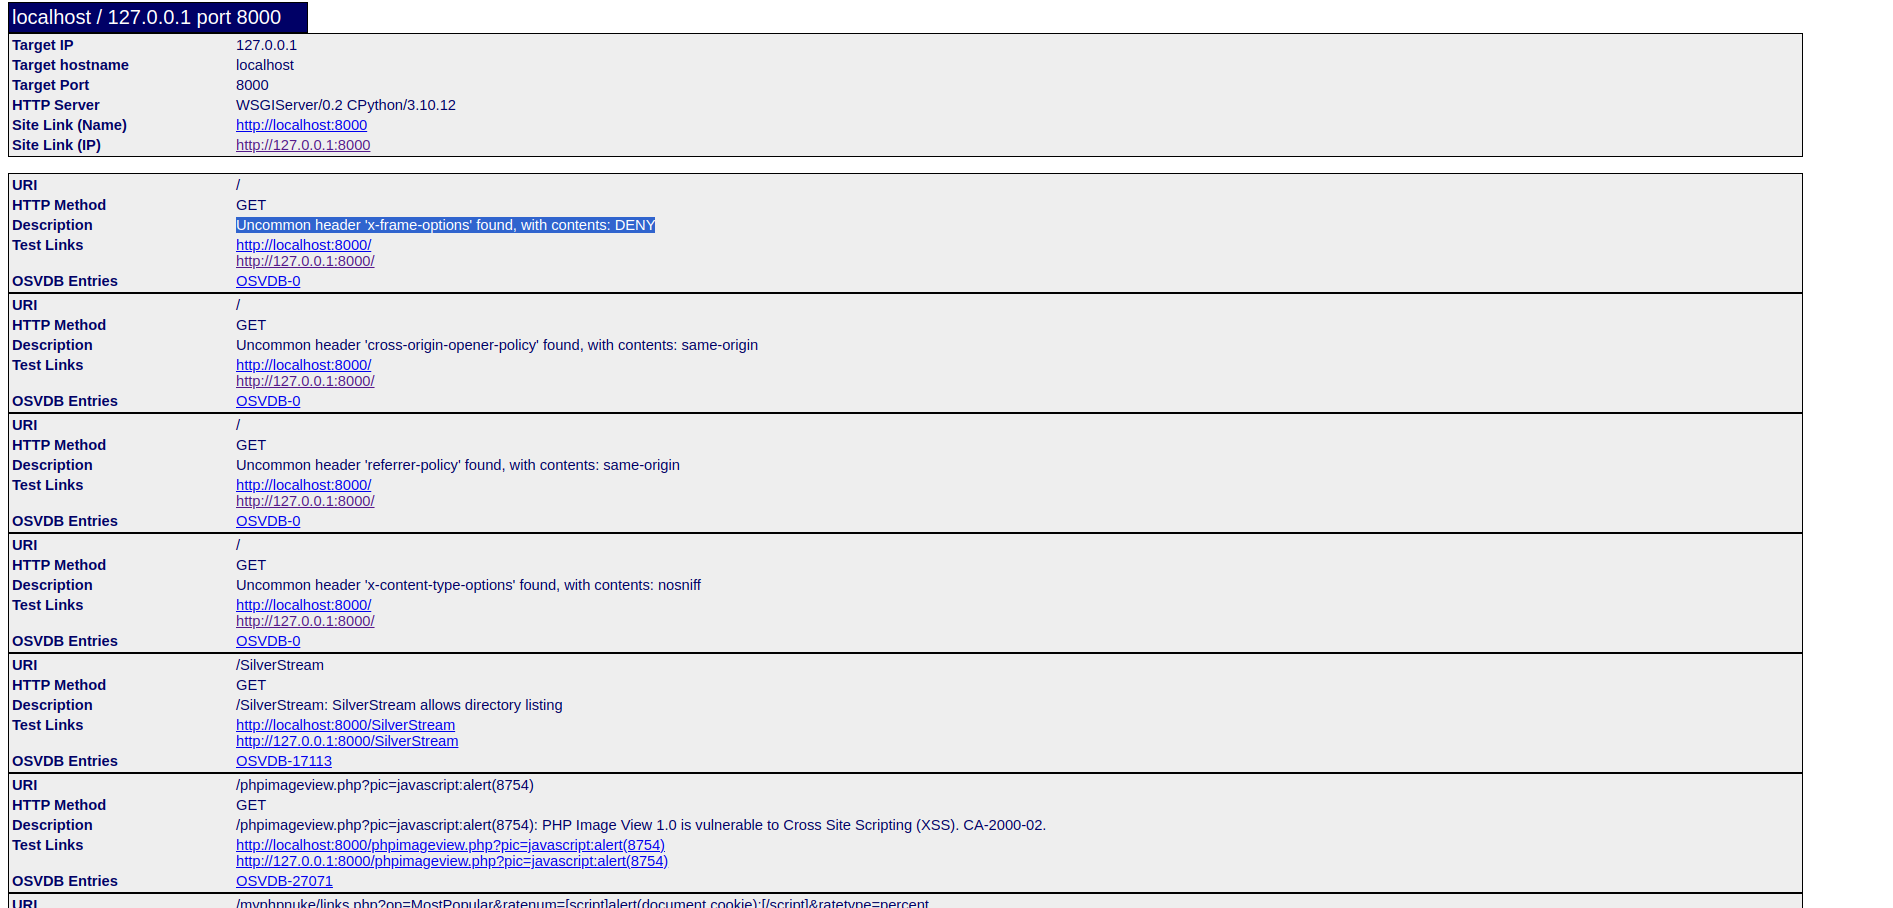 localhost / 127.0.0.1 port 8000
Target IP 127.0.0.1
Target hostname localhost
Target Port 8000
HTTP Server WSGIServer/0.2 CPython/3.10.12
Site Link (Name) http://localhost:8000
Site Link (IP) http://127.0.0.1:8000
URI /
HTTP Method GET
Description Uncommon header 'x-frame-options' found, with contents: DENY
Test Links http://localhost:8000/
http://127.0.0.1:8000/
OSVDB Entries OSVDB-0
URI /
HTTP Method GET
Description Uncommon header 'cross-origin-opener-policy' found, with contents: same-origin
Test Links http://localhost:8000/
http://127.0.0.1:8000/
OSVDB Entries OSVDB-0
URI /
HTTP Method GET
Description Uncommon header 'referrer-policy' found, with contents: same-origin
Test Links http://localhost:8000/
http://127.0.0.1:8000/
OSVDB Entries OSVDB-0
URI /
HTTP Method GET
Description Uncommon header 'x-content-type-options' found, with contents: nosniff
Test Links http://localhost:8000/
http://127.0.0.1:8000/
OSVDB Entries OSVDB-0
URI /SilverStream
HTTP Method GET
Description /SilverStream: SilverStream allows directory listing
Test Links http://localhost:8000/SilverStream
http://127.0.0.1:8000/SilverStream
OSVDB Entries OSVDB-17113
URI /phpimageview.php?pic=javascript:alert(8754)
HTTP Method GET
Description /phpimageview.php?pic=javascript:alert(8754): PHP Image View 1.0 is vulnerable to Cross Site Scripting (XSS). CA-2000-02.
Test Links http://localhost:8000/phpimageview.php?pic=javascript:alert(8754)
http://127.0.0.1:8000/phpimageview.php?pic=javascript:alert(8754)
OSVDB Entries OSVDB-27071
URI /myphpnuke/links.php?op=MostPopular&ratenum=[script]alert(document.cookie);[/script]&ratetype=percent